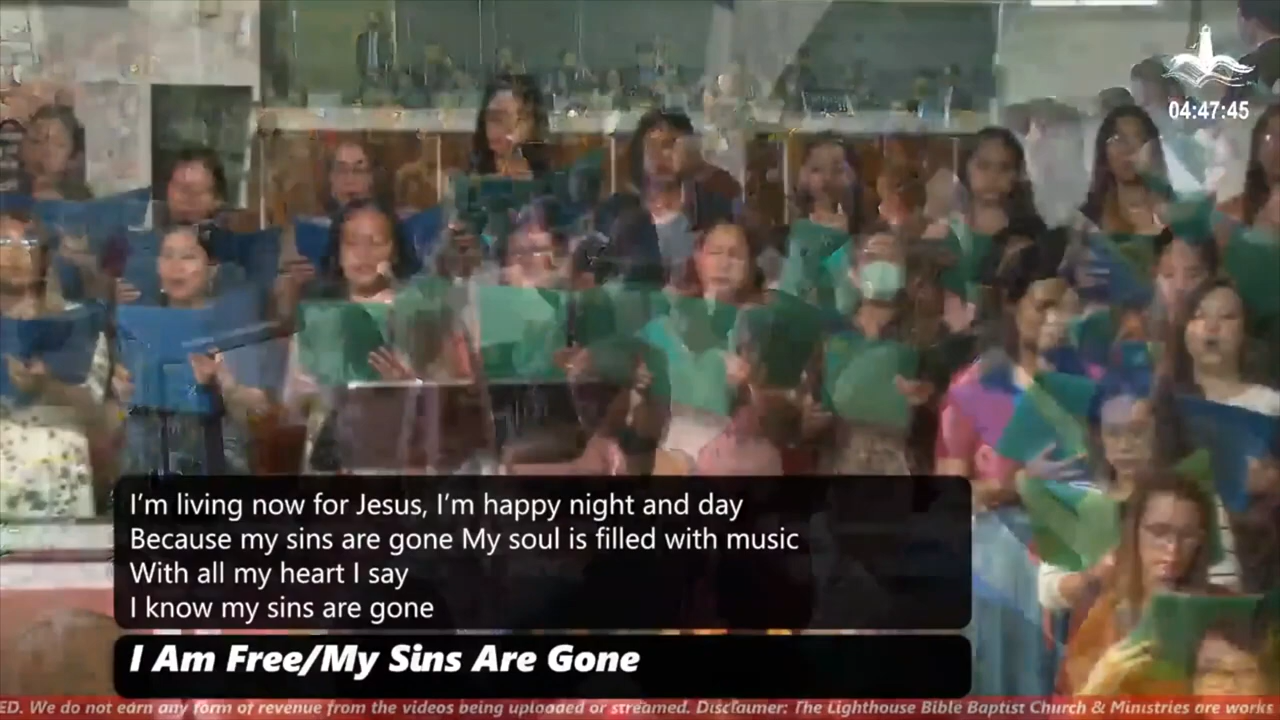 04:47:45
I'm living now for Jesus, I'm happy night and day
Because my sins are gone My soul is filled with music
With all my heart I say
I know my sins are gone
I Am Free/My Sins Are Gone
ED. We do not earn any form of revenue from the videos being uploaded or streamed. Disclaimer: The Lighthouse Bible Baptist Church & Ministries are works